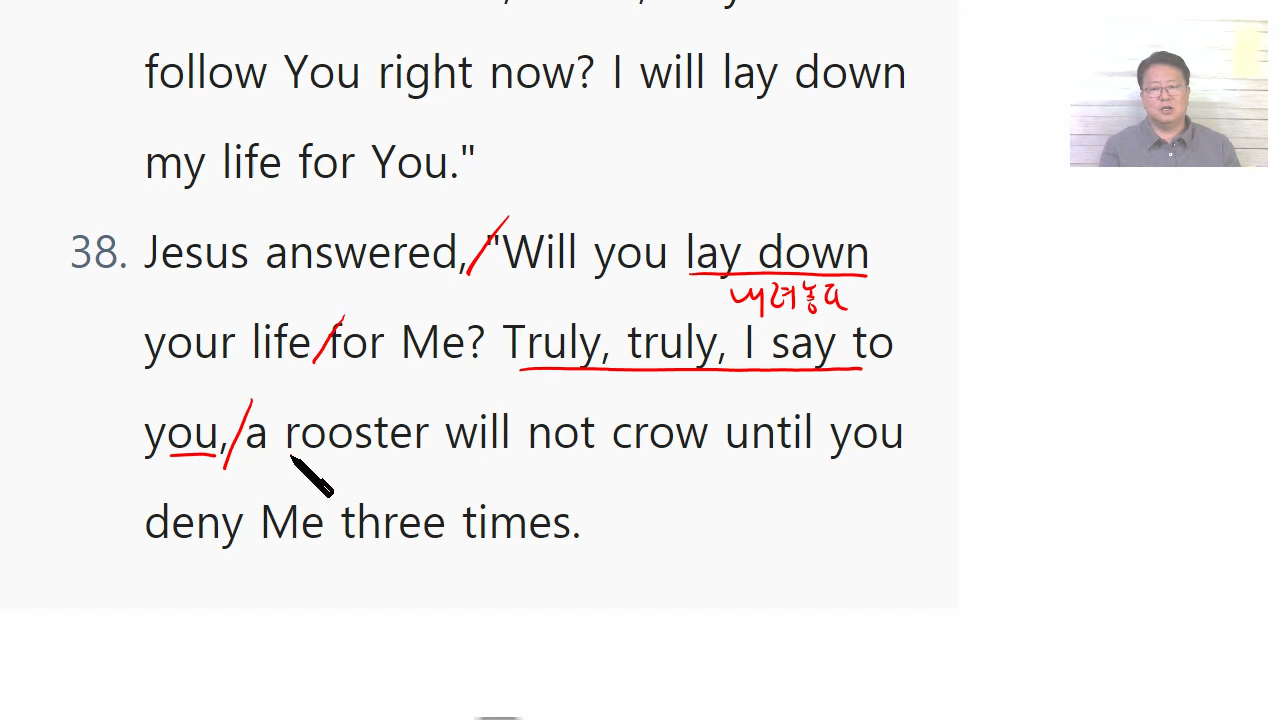 follow You right now? I will lay down
my life for You."
38. Jesus answered, "Will you lay down
내려놓다
your life for Me? Truly, truly, I say to
you, a rooster will not crow until you
deny Me three times.